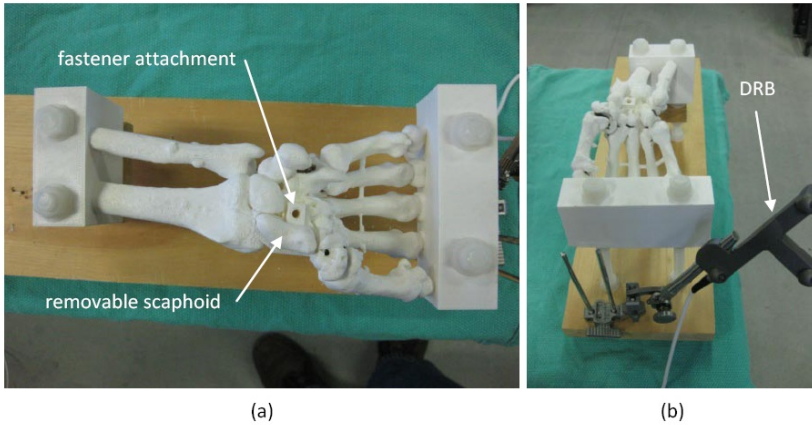 fastener attachment
removable scaphoid
DRB
(a)
(b)